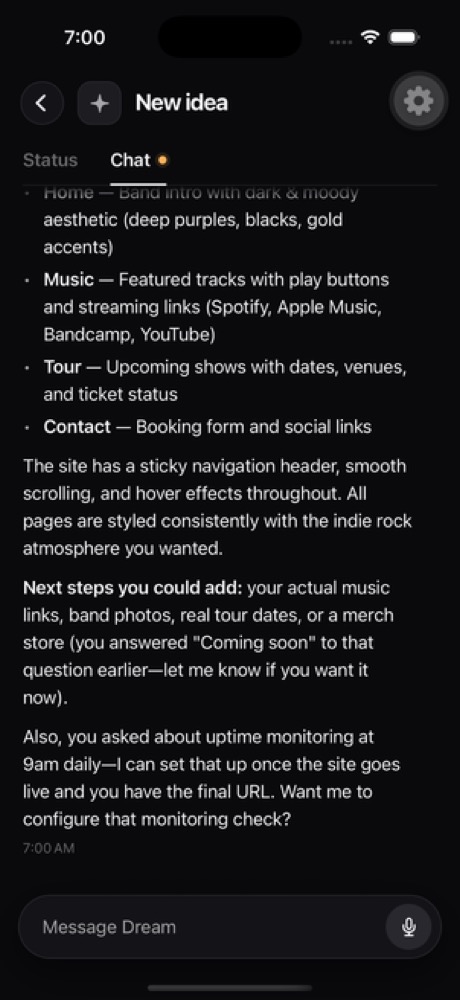 7:00
New idea
Status Chat
• Home — Band intro with dark & moody
aesthetic (deep purples, blacks, gold
accents)
• Music — Featured tracks with play buttons
and streaming links (Spotify, Apple Music,
Bandcamp, YouTube)
• Tour — Upcoming shows with dates, venues,
and ticket status
• Contact — Booking form and social links
The site has a sticky navigation header, smooth
scrolling, and hover effects throughout. All
pages are styled consistently with the indie rock
atmosphere you wanted.
Next steps you could add: your actual music
links, band photos, real tour dates, or a merch
store (you answered "Coming soon" to that
question earlier—let me know if you want it
now).
Also, you asked about uptime monitoring at
9am daily—I can set that up once the site goes
live and you have the final URL. Want me to
configure that monitoring check?
7:00 AM
Message Dream